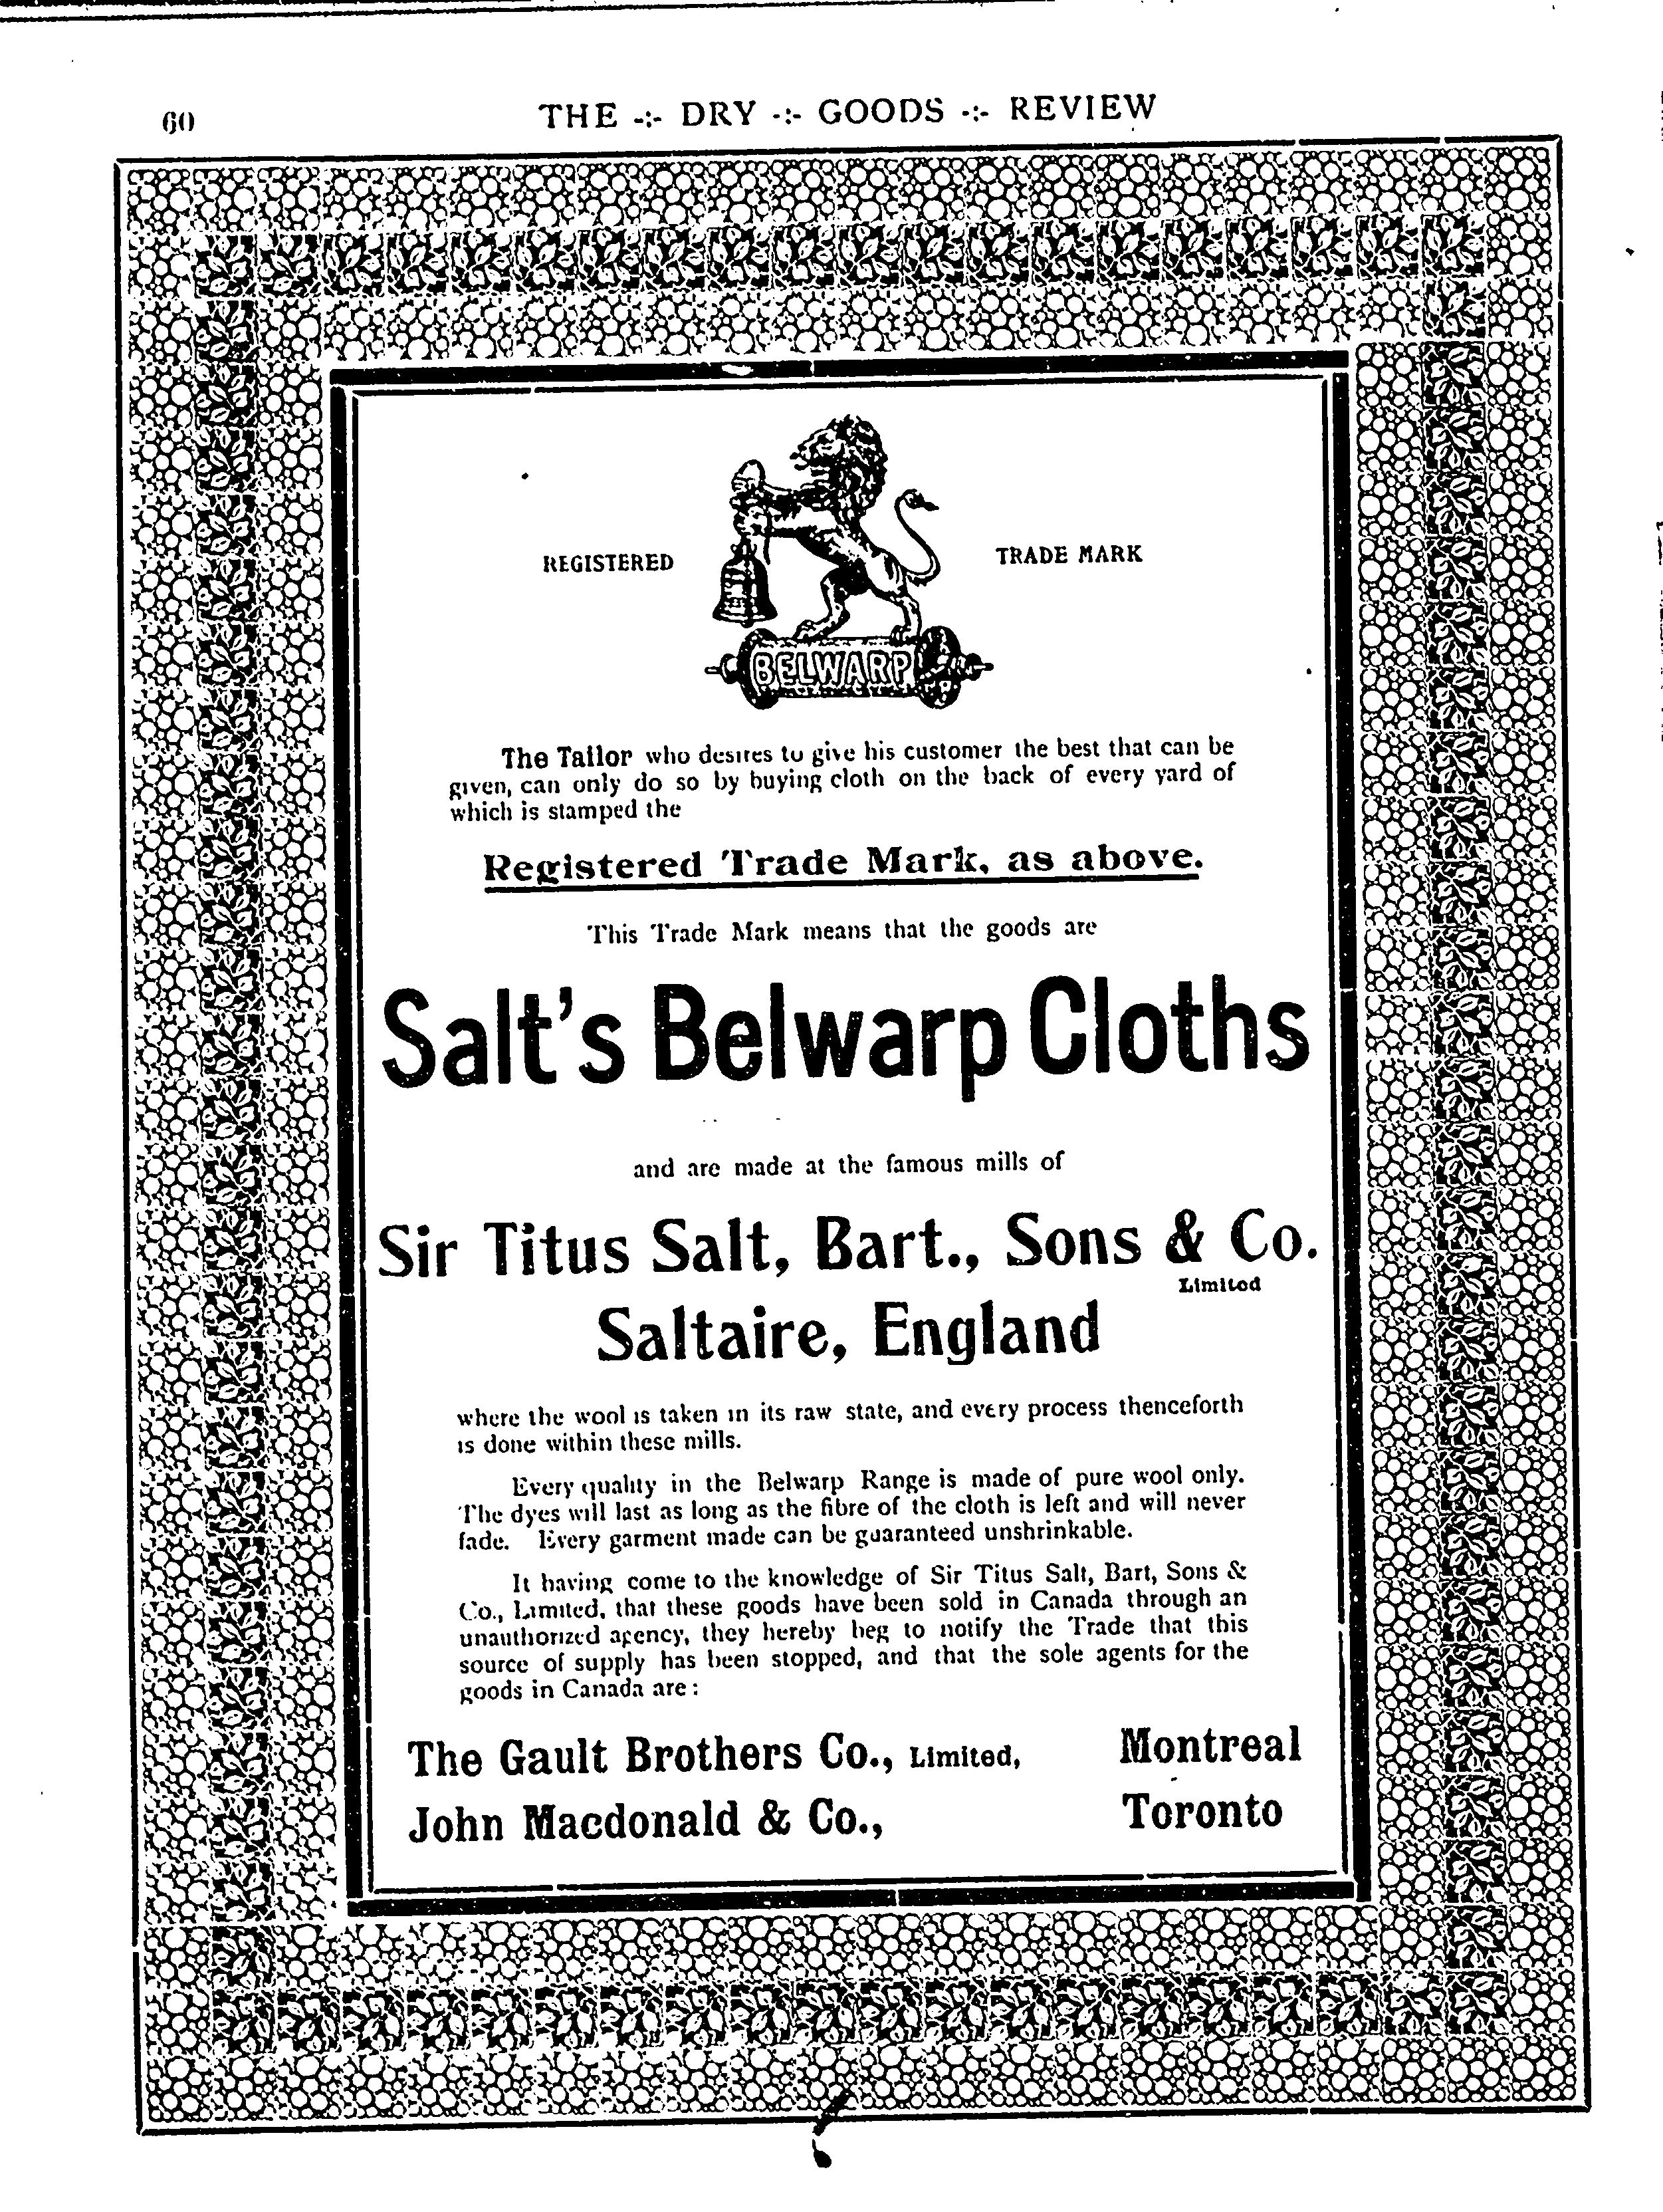 60
THE -:- DRY -:- GOODS -:- REVIEW
REGISTERED
TRADE MARK
BELWARP
The Tailor who desires to give his customer the best that can be
given, can only do so by buying cloth on the back of every yard of
which is stamped the
Registered Trade Mark, as above.
This Trade Mark means that the goods are
Salt's Belwarp Cloths
and are made at the famous mills of
Sir Titus Salt, Bart., Sons & Co.
Limited
Saltaire, England
where the wool is taken in its raw state, and every process thenceforth
is done within these mills.
Every quality in the Belwarp Range is made of pure wool only.
The dyes will last as long as the fibre of the cloth is left and will never
fade. Every garment made can be guaranteed unshrinkable.
It having come to the knowledge of Sir Titus Salt, Bart, Sons &
Co., Limited, that these goods have been sold in Canada through an
unauthorized agency, they hereby beg to notify the Trade that this
source of supply has been stopped, and that the sole agents for the
goods in Canada are:
The Gault Brothers Co., Limited, Montreal
John Macdonald & Co., Toronto